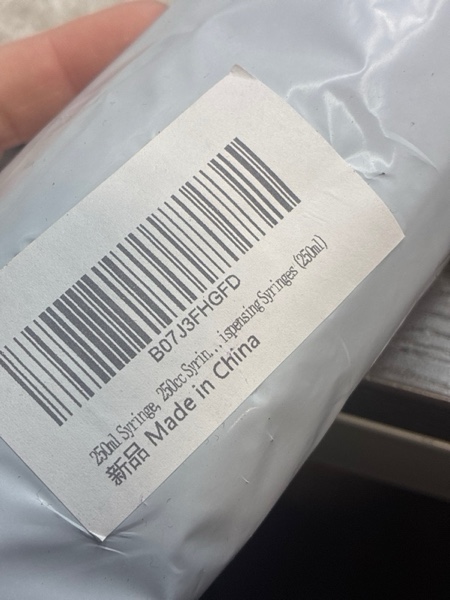 B07J3FHGFD
250ml Syringe, 250cc Syrin...ispensing Syringes (250ml)
新品 Made in China